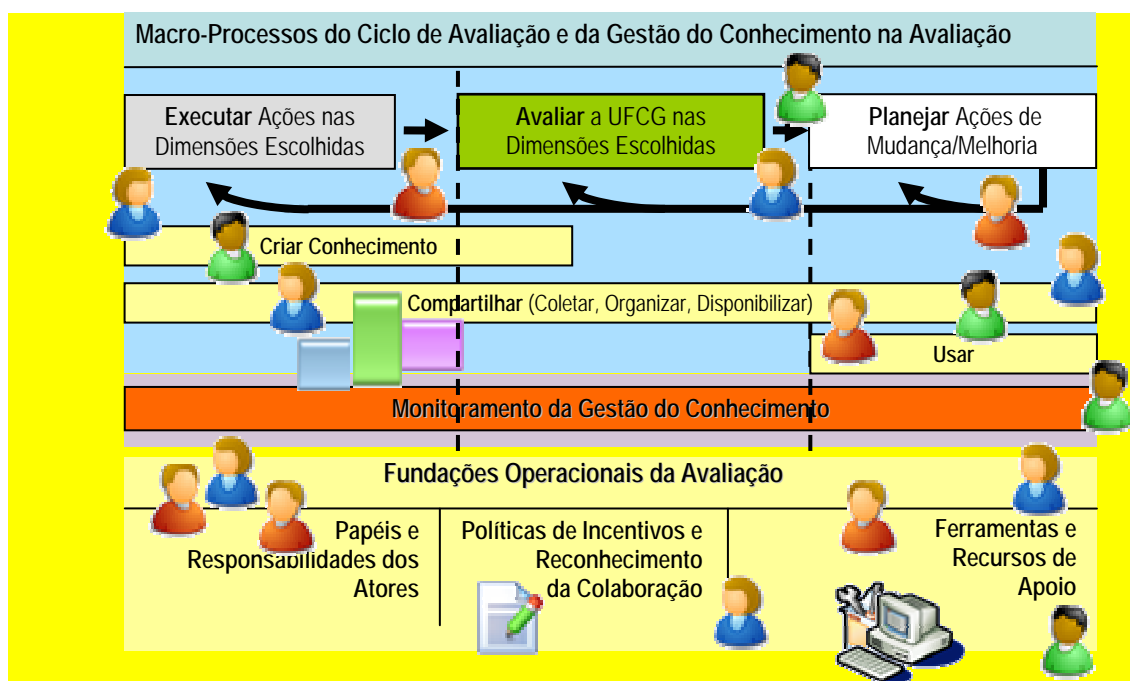 Macro-Processos do Ciclo de Avaliação e da Gestão do Conhecimento na Avaliação
Executar Ações nas
Dimensões Escolhidas
Avaliar a UFCG nas
Dimensões Escolhidas
Planejar Ações de
Mudança/Melhoria
Criar Conhecimento
Compartilhar (Coletar, Organizar, Disponibilizar)
Usar
Monitoramento da Gestão do Conhecimento
Fundações Operacionais da Avaliação
Papéis e
Responsabilidades dos
Atores
Políticas de Incentivos e
Reconhecimento
da Colaboração
Ferramentas e
Recursos de
Apoio